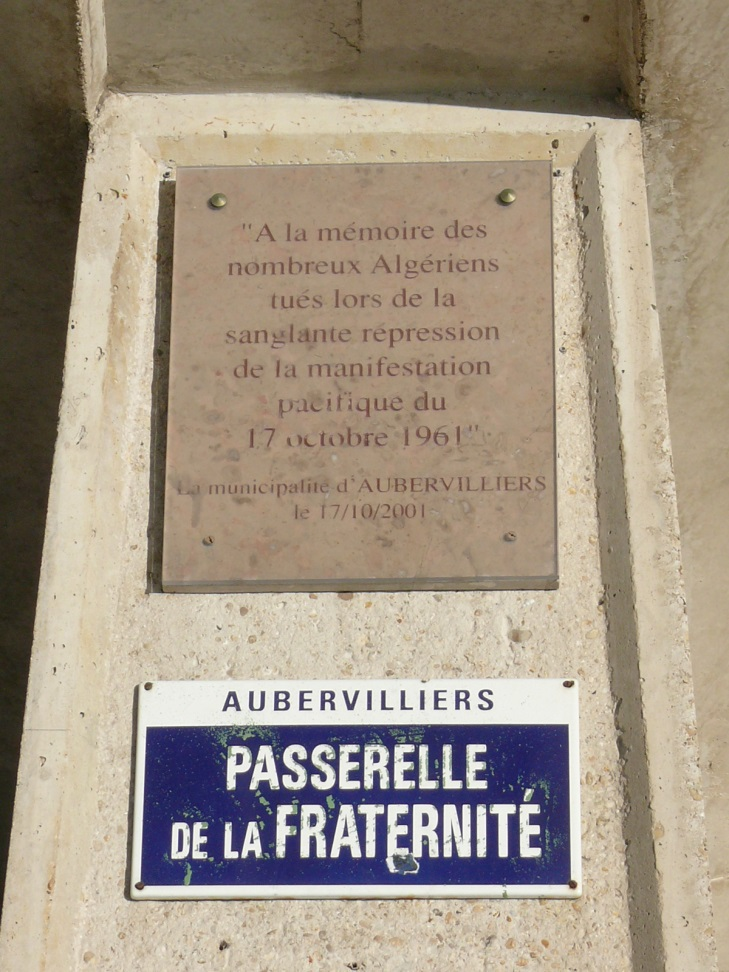 "A la mémoire des
nombreux Algériens
tués lors de la
sanglante répression
de la manifestation
pacifique du
17 octobre 1961"
La municipalité d'AUBERVILLIERS
le 17/10/2001
AUBERVILLIERS
PASSERELLE
DE LA FRATERNITÉ